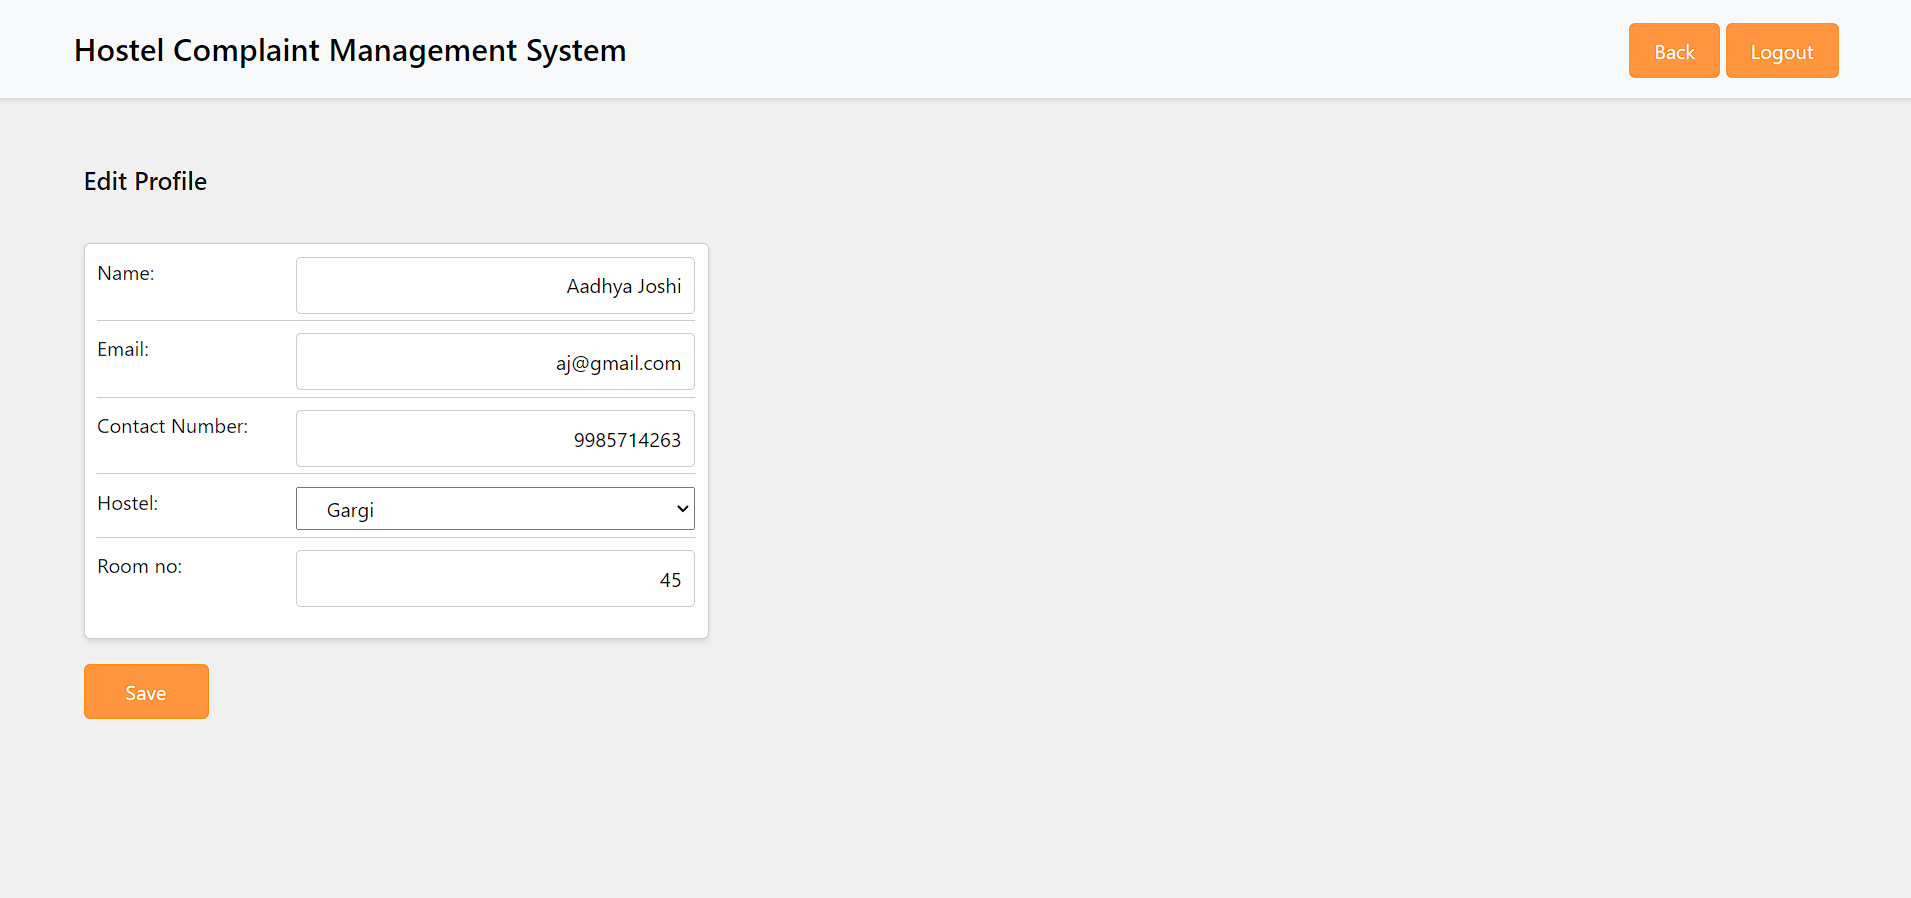 Hostel Complaint Management System
Back
Logout
Edit Profile
Name:
Aadhya Joshi
Email:
aj@gmail.com
Contact Number:
9985714263
Hostel:
Gargi
Room no:
45
Save